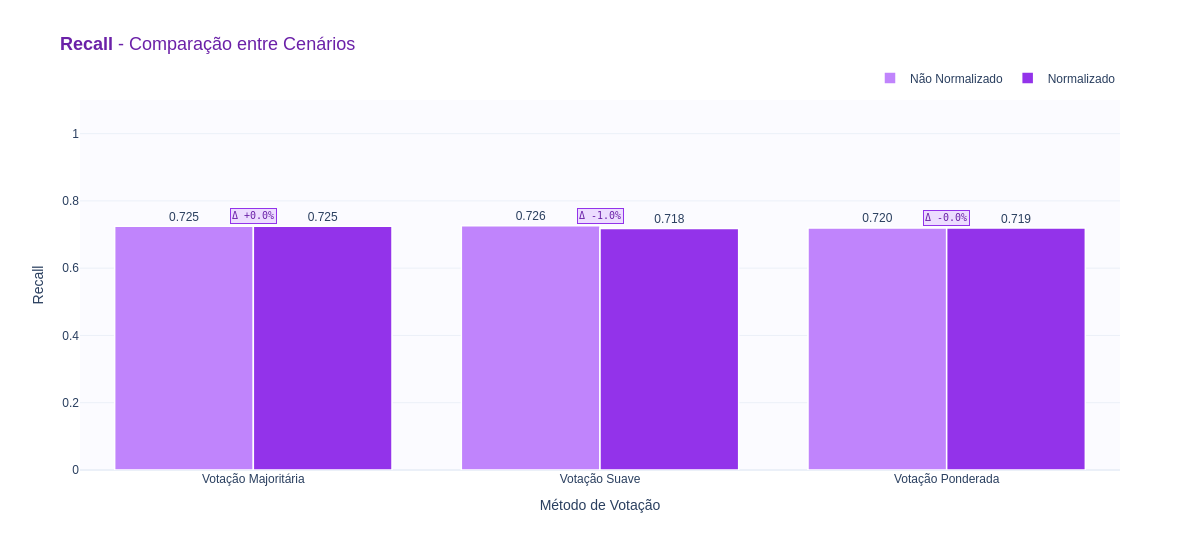 Recall - Comparação entre Cenários
Não Normalizado Normalizado
1
0.8
0.6
0.4
0.2
0
Recall
0.725 Δ +0.0% 0.725
0.726 Δ -1.0% 0.718
0.720 Δ -0.0% 0.719
Votação Majoritária Votação Suave Votação Ponderada
Método de Votação